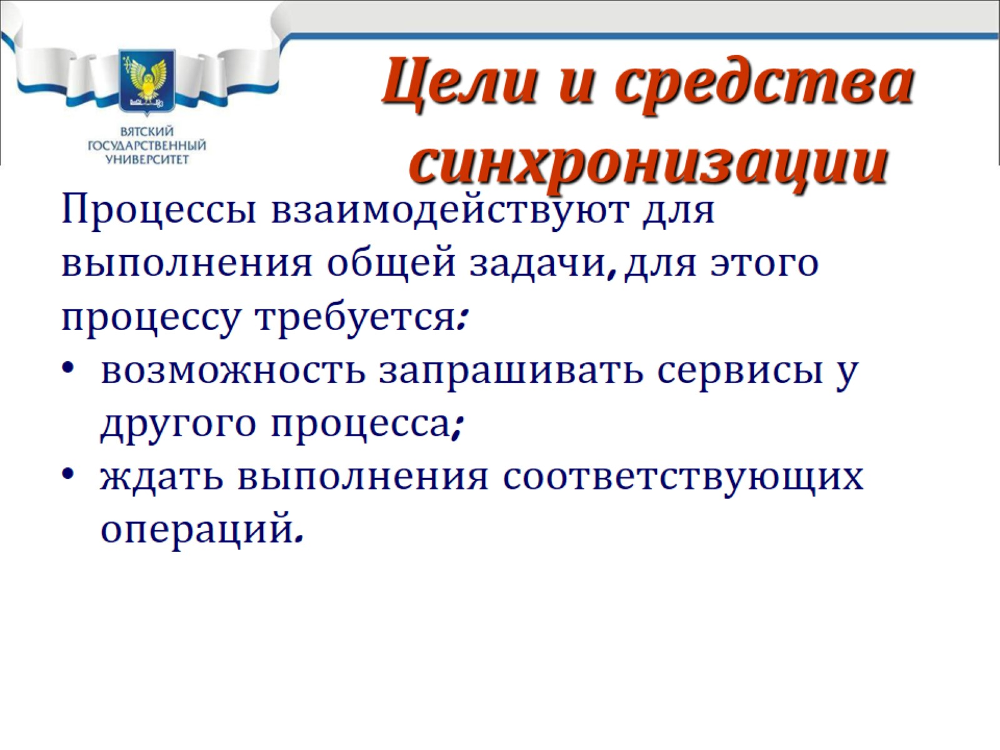 ВЯТСКИЙ
ГОСУДАРСТВЕННЫЙ
УНИВЕРСИТЕТ
Цели и средства
синхронизации
Процессы взаимодействуют для
выполнения общей задачи, для этого
процессу требуется:
• возможность запрашивать сервисы у
другого процесса;
• ждать выполнения соответствующих
операций.